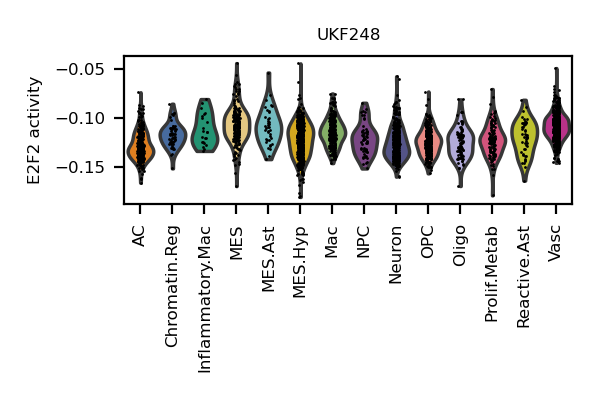 UKF248
E2F2 activity
−0.05
−0.10
−0.15
AC
Chromatin.Reg
Inflammatory.Mac
MES
MES.Ast
MES.Hyp
Mac
NPC
Neuron
OPC
Oligo
Prolif.Metab
Reactive.Ast
Vasc